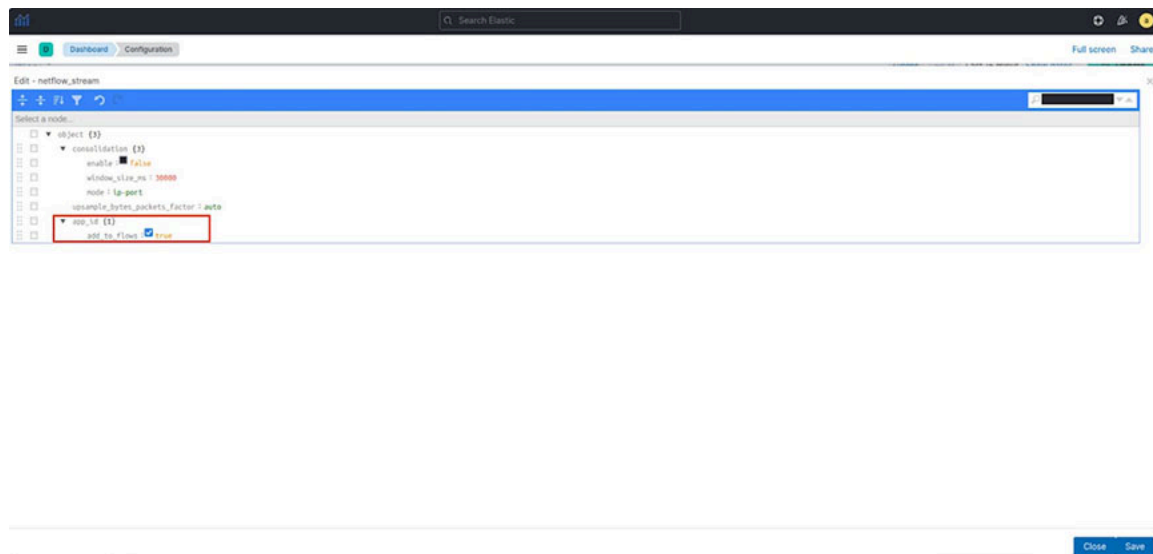 Search Elastic
a
D Dashboard Configuration Full screen Share
Edit - netflow_stream
Select a node...
object {3}
consolidation {3}
enable : false
window_size_ms : 30000
mode : ip-port
upsample_bytes_packets_factor : auto
app_id {1}
add_to_flows : true
Close Save